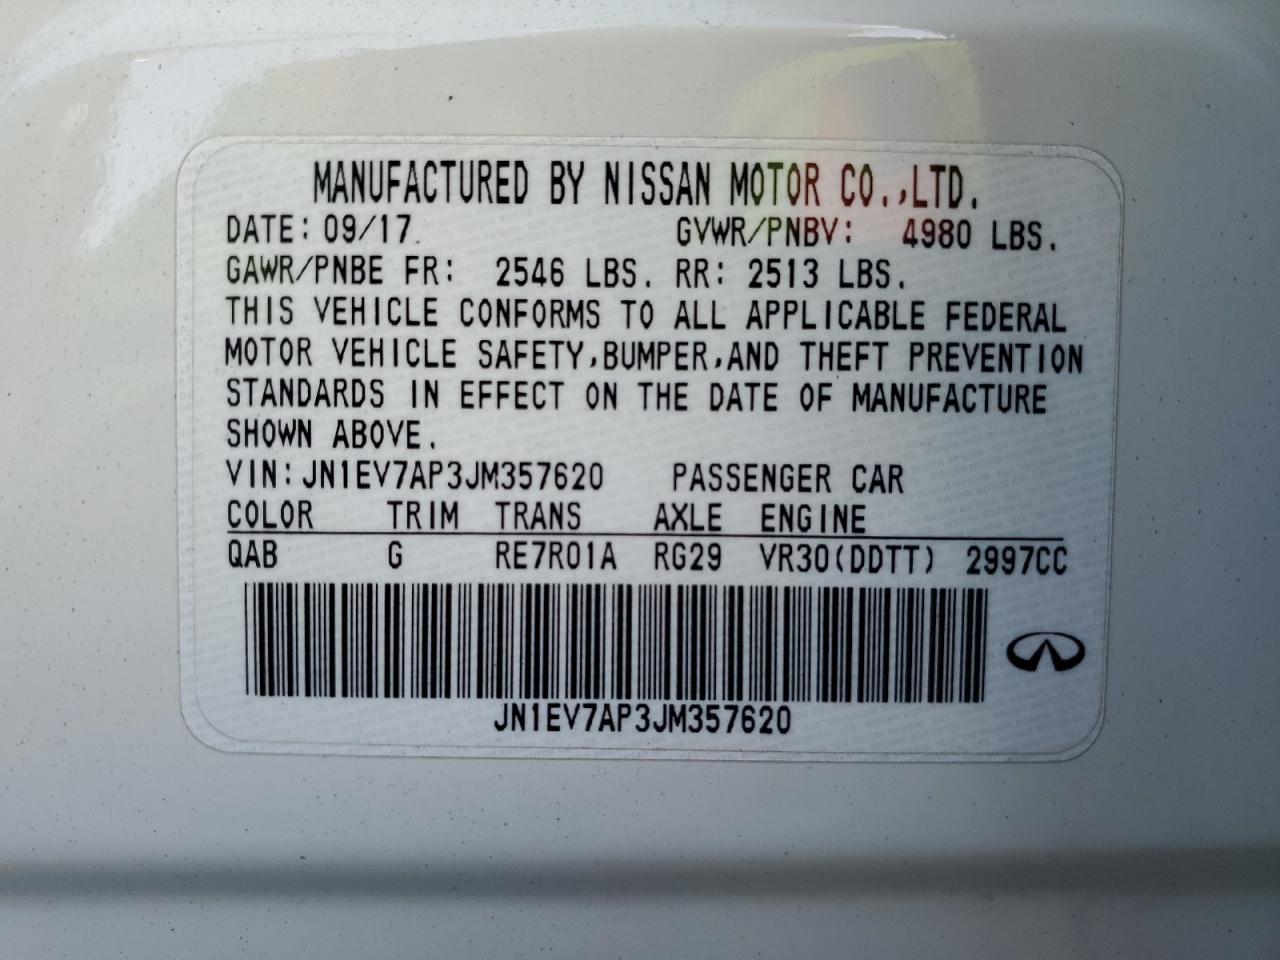 MANUFACTURED BY NISSAN MOTOR CO.,LTD.
DATE: 09/17. GVWR/PNBV: 4980 LBS.
GAWR/PNBE FR: 2546 LBS. RR: 2513 LBS.
THIS VEHICLE CONFORMS TO ALL APPLICABLE FEDERAL
MOTOR VEHICLE SAFETY,BUMPER,AND THEFT PREVENTION
STANDARDS IN EFFECT ON THE DATE OF MANUFACTURE
SHOWN ABOVE.
VIN:JN1EV7AP3JM357620 PASSENGER CAR
COLOR TRIM TRANS AXLE ENGINE
QAB G RE7R01A RG29 VR30(DDTT) 2997CC
JN1EV7AP3JM357620